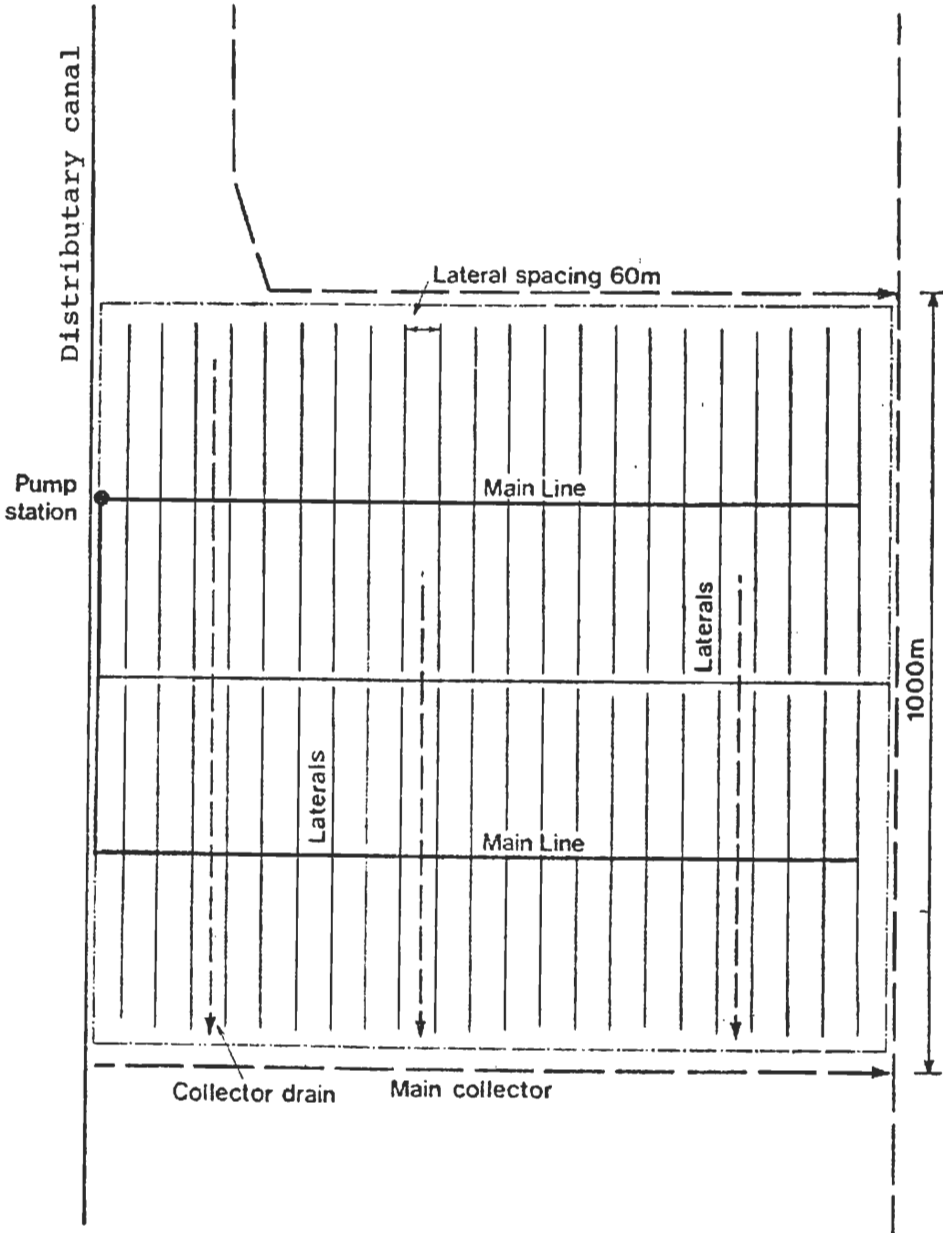 Distributary canal
Lateral spacing 60m
Pump
station
Main Line
Laterals
1000m
Laterals
Main Line
Collector drain
Main collector